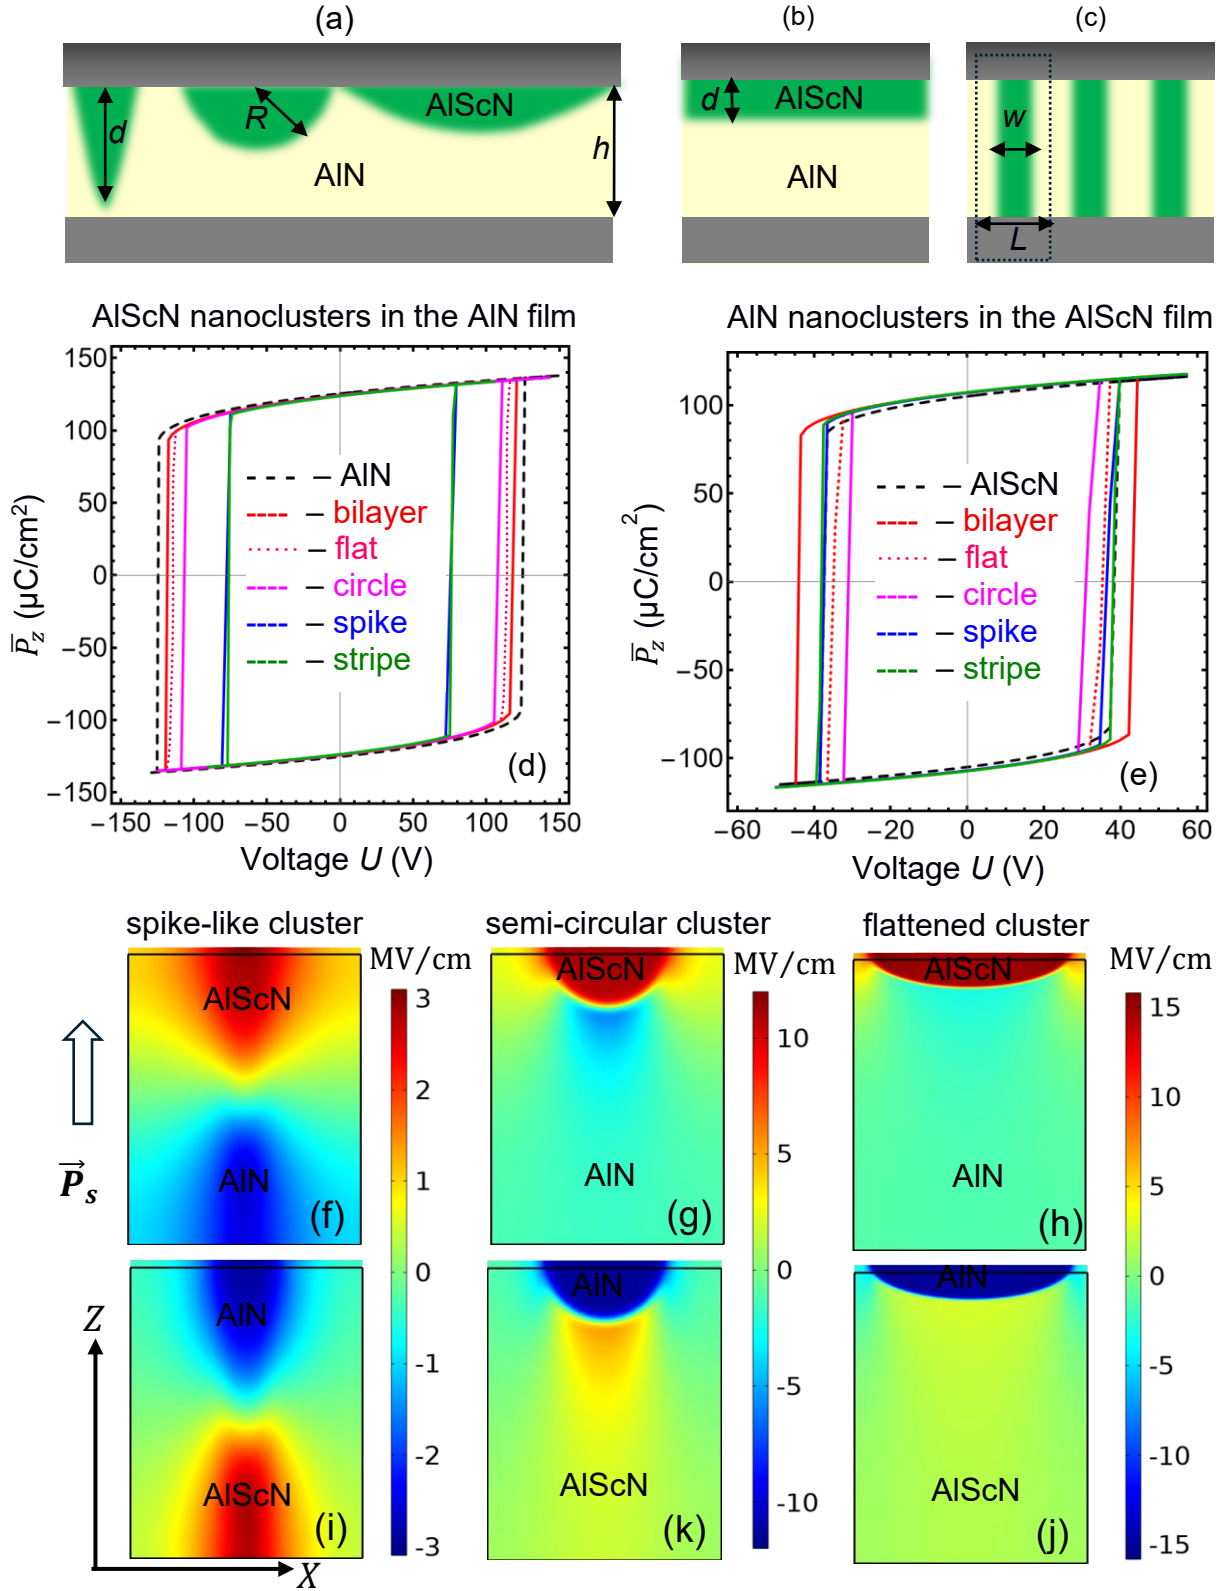 (a)
(b)
(c)
d
R
AlScN
h
AlN
d
AlScN
AlN
w
L
AlScN nanoclusters in the AlN film
AlN nanoclusters in the AlScN film
150
100
50
0
−50
−100
−150
P̅z (μC/cm²)
– AlN
– bilayer
– flat
– circle
– spike
– stripe
(d)
−150 −100 −50 0 50 100 150
Voltage U (V)
100
50
0
−50
−100
P̅z (μC/cm²)
– AlScN
– bilayer
– flat
– circle
– spike
– stripe
(e)
−60 −40 −20 0 20 40 60
Voltage U (V)
spike-like cluster
semi-circular cluster
flattened cluster
MV/cm
MV/cm
MV/cm
AlScN
AlN
(f)
P⃗s
AlScN
AlN
(g)
AlScN
AlN
(h)
3
2
1
0
-1
-2
-3
10
5
0
-5
-10
15
10
5
0
-5
-10
-15
AlN
AlScN
(i)
Z
X
AlN
AlScN
(k)
AlN
AlScN
(j)